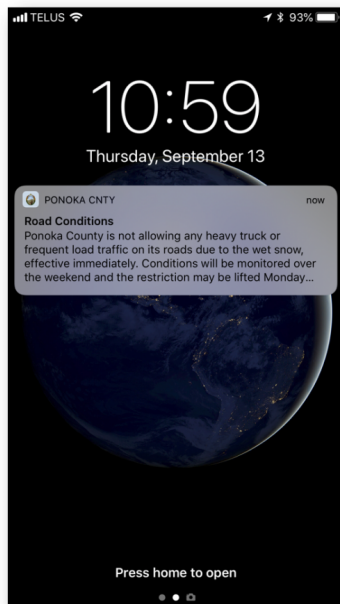 TELUS 93%
10:59
Thursday, September 13
PONOKA CNTY now
Road Conditions
Ponoka County is not allowing any heavy truck or
frequent load traffic on its roads due to the wet snow,
effective immediately. Conditions will be monitored over
the weekend and the restriction may be lifted Monday...
Press home to open